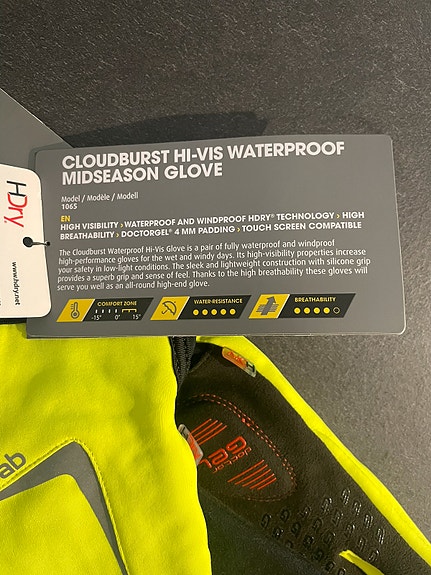 CLOUDBURST HI-VIS WATERPROOF
MIDSEASON GLOVE
Model / Modèle / Modell
1065
EN
HIGH VISIBILITY › WATERPROOF AND WINDPROOF HDRY® TECHNOLOGY › HIGH
BREATHABILITY › DOCTORGEL® 4 MM PADDING › TOUCH SCREEN COMPATIBLE
The Cloudburst Waterproof Hi-Vis Glove is a pair of fully waterproof and windproof
high-performance gloves for the wet and windy days. Its high-visibility properties increase
your safety in low-light conditions. The sleek and lightweight construction with silicone grip
provides a superb grip and sense of feel. Thanks to the high breathability these gloves will
serve you well as an all-round high-end glove.
COMFORT ZONE
-15° 0° 15°
WATER-RESISTANCE
BREATHABILITY
HDry
www.hdry.net
ab
doctor
GEL